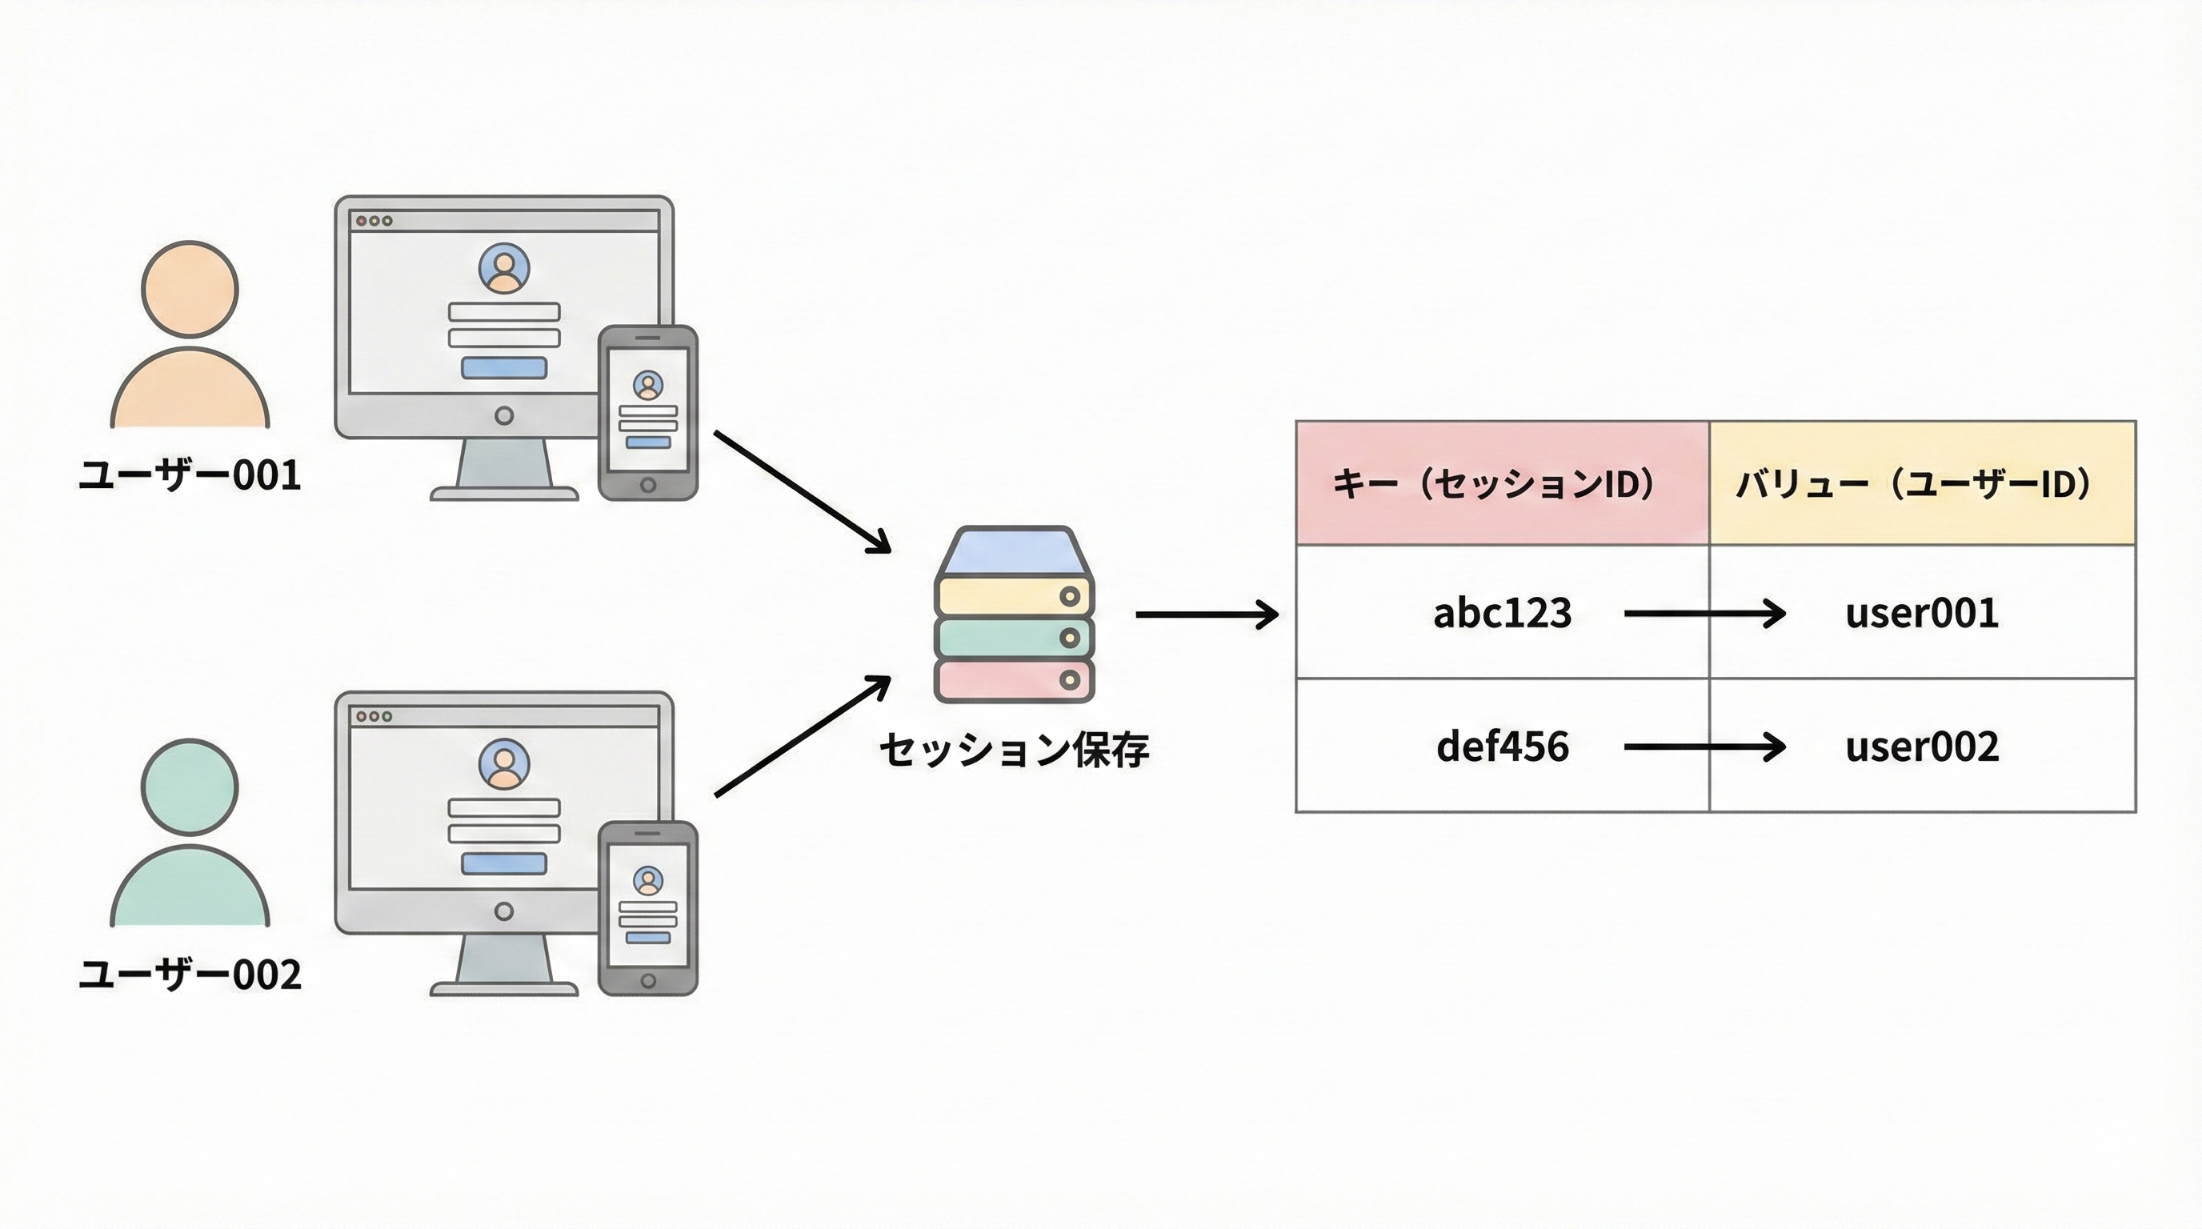 ユーザー001
ユーザー002
セッション保存
キー（セッションID） バリュー（ユーザーID）
abc123 user001
def456 user002